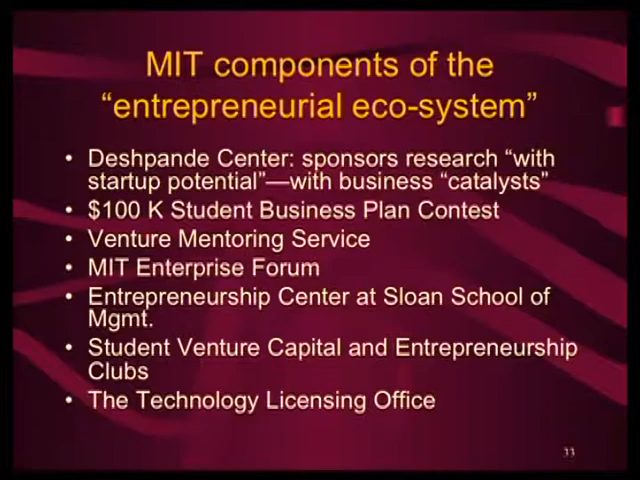 MIT components of the
“entrepreneurial eco-system”
• Deshpande Center: sponsors research “with
startup potential”—with business “catalysts”
• $100 K Student Business Plan Contest
• Venture Mentoring Service
• MIT Enterprise Forum
• Entrepreneurship Center at Sloan School of
Mgmt.
• Student Venture Capital and Entrepreneurship
Clubs
• The Technology Licensing Office
33